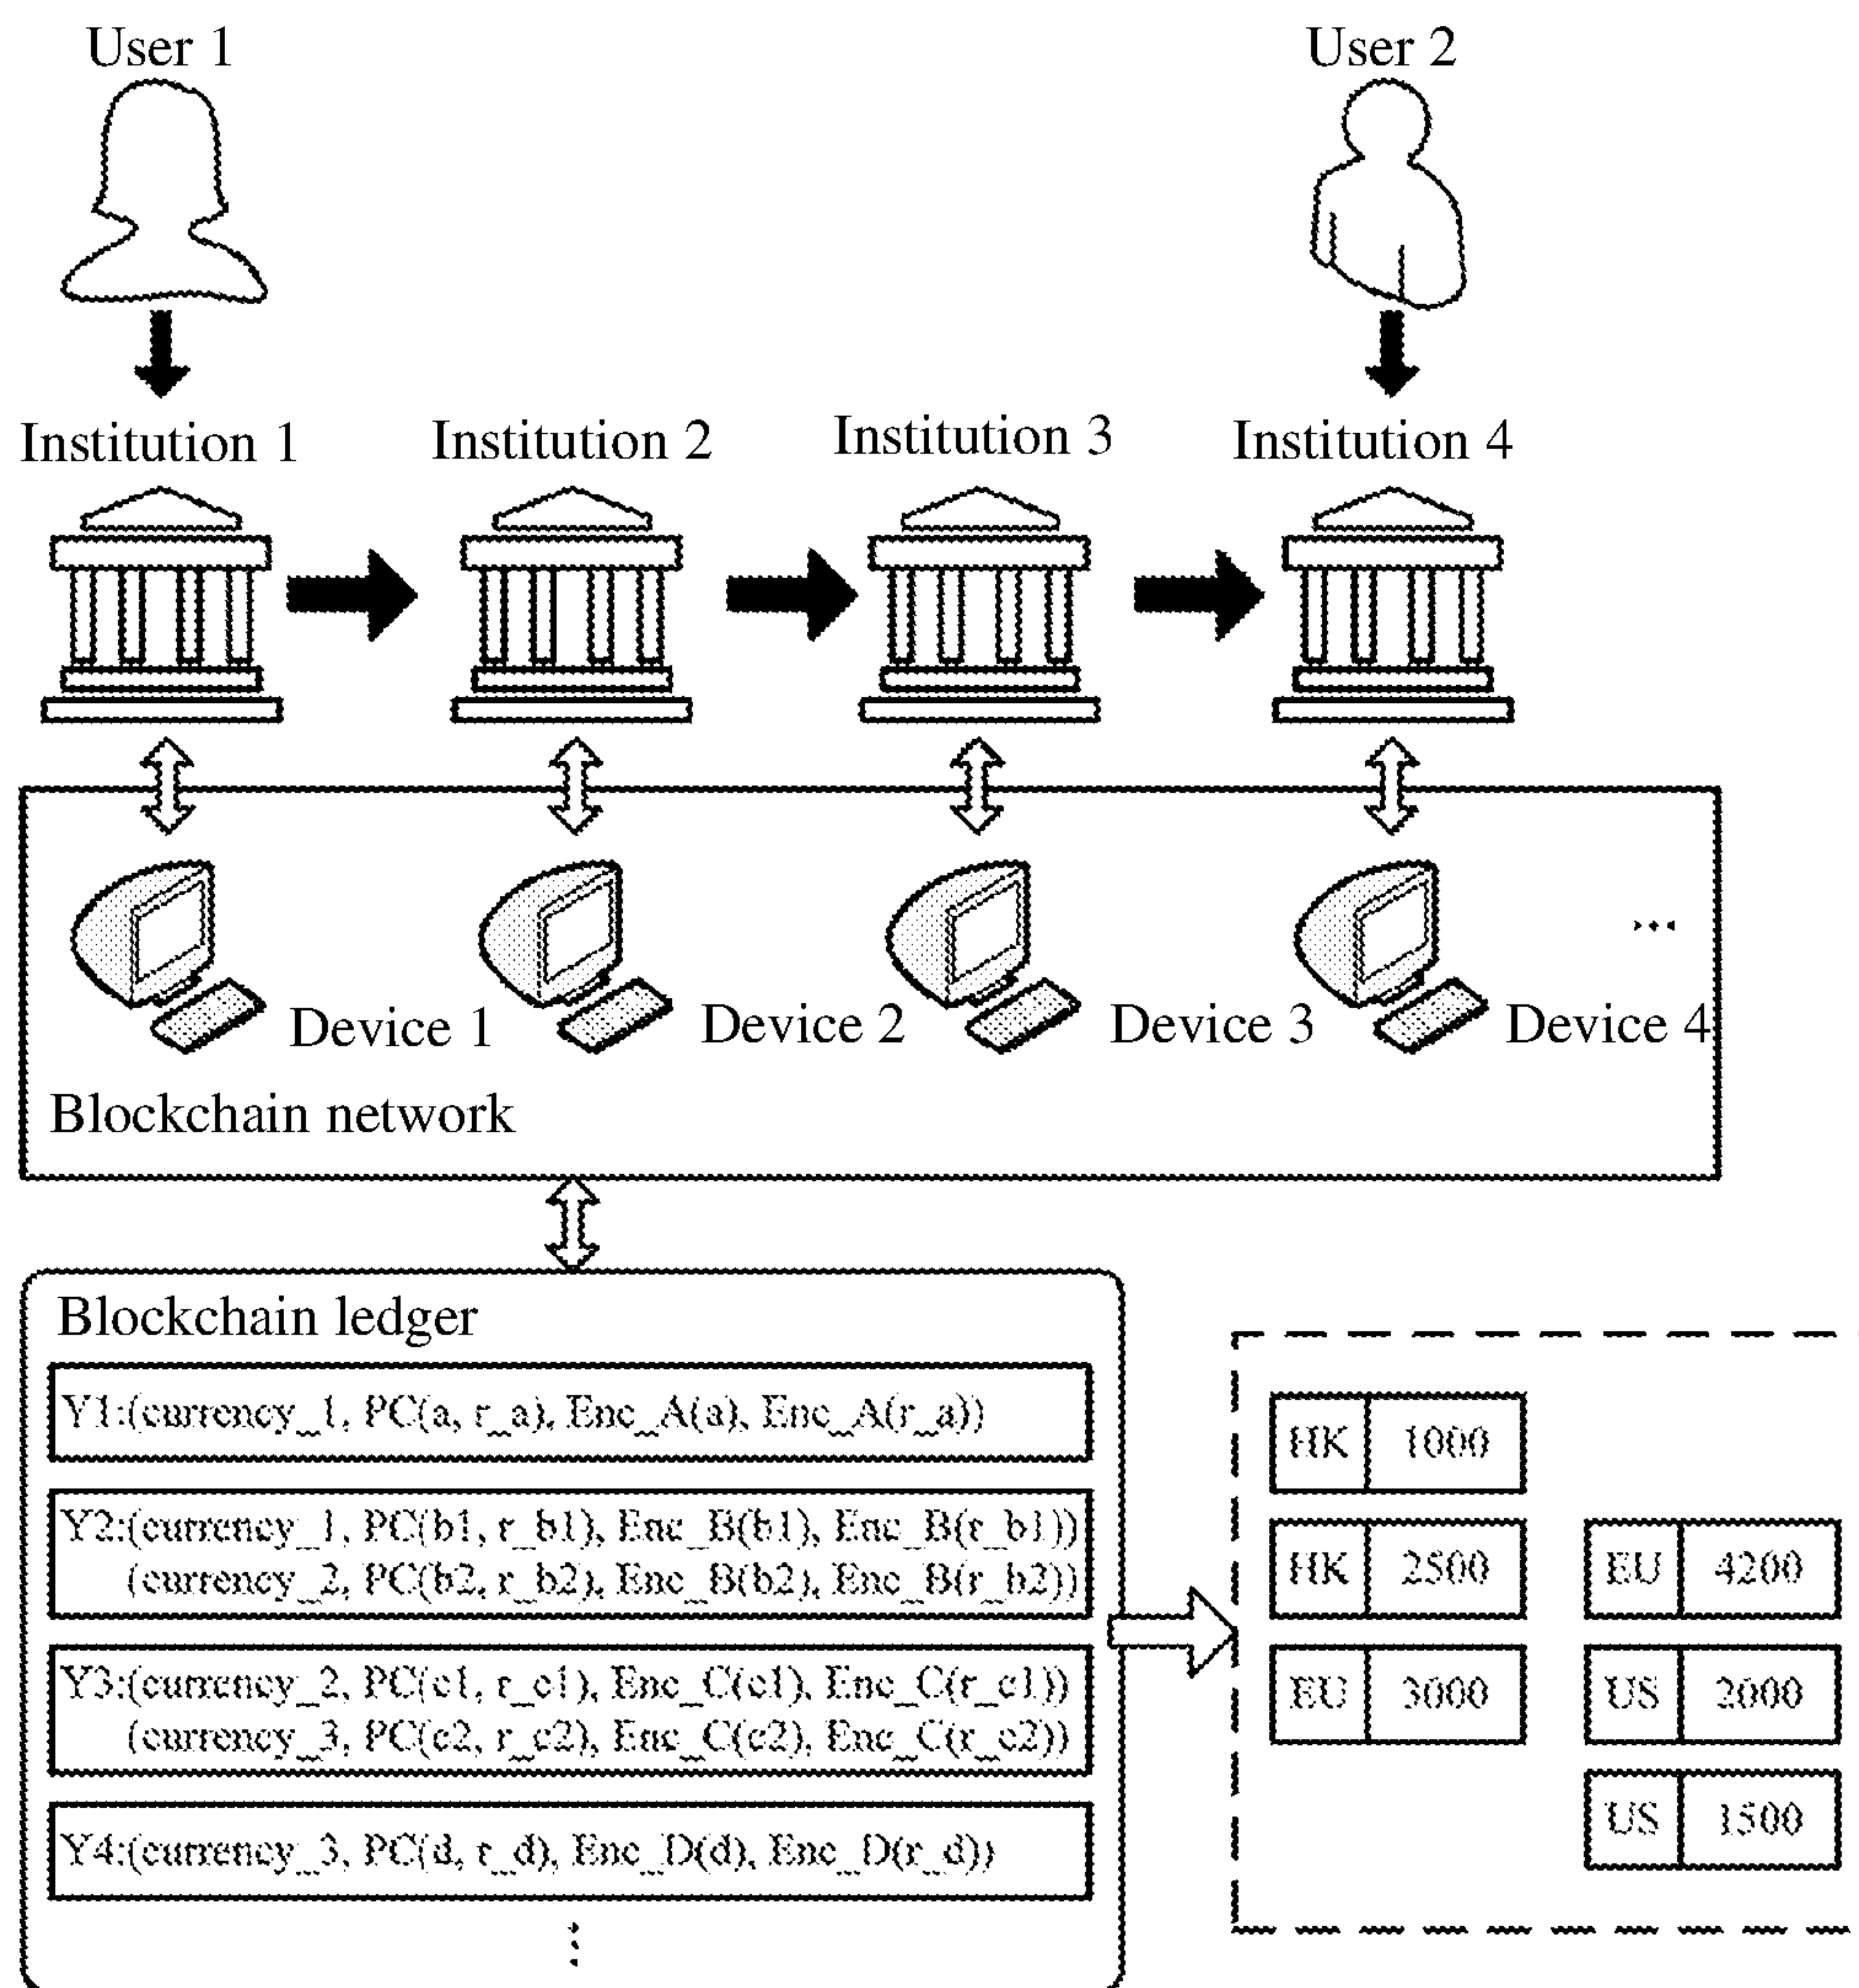 User 1
User 2
Institution 1
Institution 2
Institution 3
Institution 4
Device 1
Device 2
Device 3
Device 4
...
Blockchain network
Blockchain ledger
Y1:(currency_1, PC(a, r_a), Enc_A(a), Enc_A(r_a))
Y2:(currency_1, PC(b1, r_b1), Enc_B(b1), Enc_B(r_b1))
(currency_2, PC(b2, r_b2), Enc_B(b2), Enc_B(r_b2))
Y3:(currency_2, PC(c1, r_c1), Enc_C(c1), Enc_C(r_c1))
(currency_3, PC(c2, r_c2), Enc_C(c2), Enc_C(r_c2))
Y4:(currency_3, PC(d, r_d), Enc_D(d), Enc_D(r_d))
HK 1000
HK 2500 EU 4200
EU 3000 US 2000
US 1500